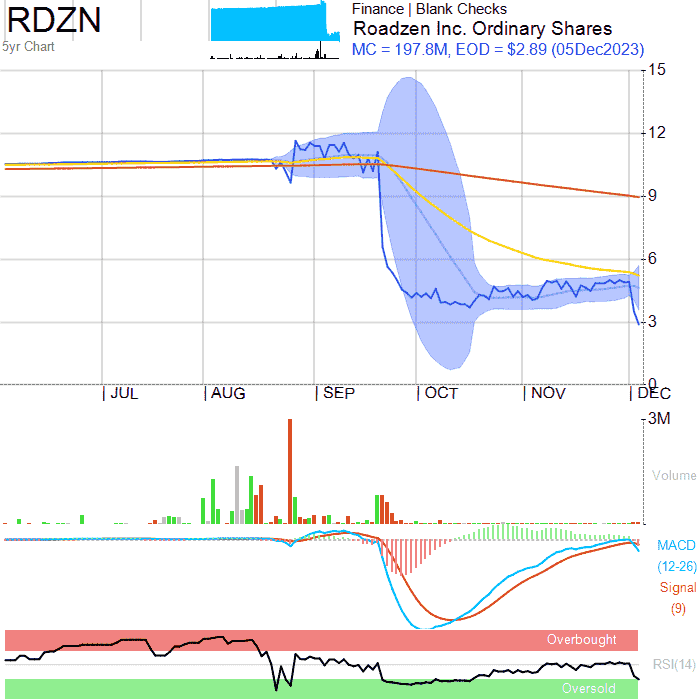 RDZN
5yr Chart
Finance | Blank Checks
Roadzen Inc. Ordinary Shares
MC = 197.8M, EOD = $2.89 (05Dec2023)
15
12
9
6
3
0
| JUL | AUG | SEP | OCT | NOV | DEC
3M
Volume
MACD
(12-26)
Signal
(9)
Overbought
RSI(14)
Oversold